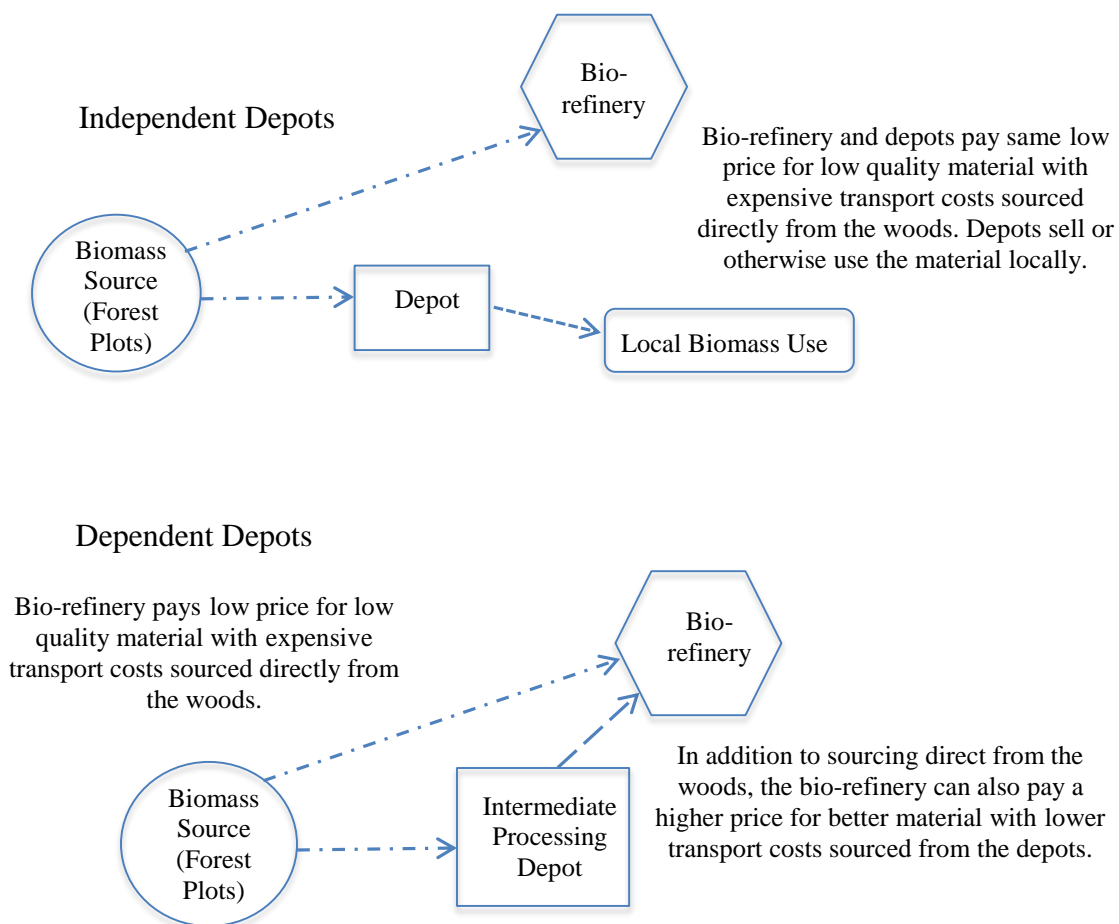 Independent Depots
Bio-
refinery
Bio-refinery and depots pay same low
price for low quality material with
expensive transport costs sourced
directly from the woods. Depots sell or
otherwise use the material locally.
Biomass
Source
(Forest
Plots)
Depot
Local Biomass Use
Dependent Depots
Bio-refinery pays low price for low
quality material with expensive
transport costs sourced directly from
the woods.
Bio-
refinery
Biomass
Source
(Forest
Plots)
Intermediate
Processing
Depot
In addition to sourcing direct from the
woods, the bio-refinery can also pay a
higher price for better material with lower
transport costs sourced from the depots.